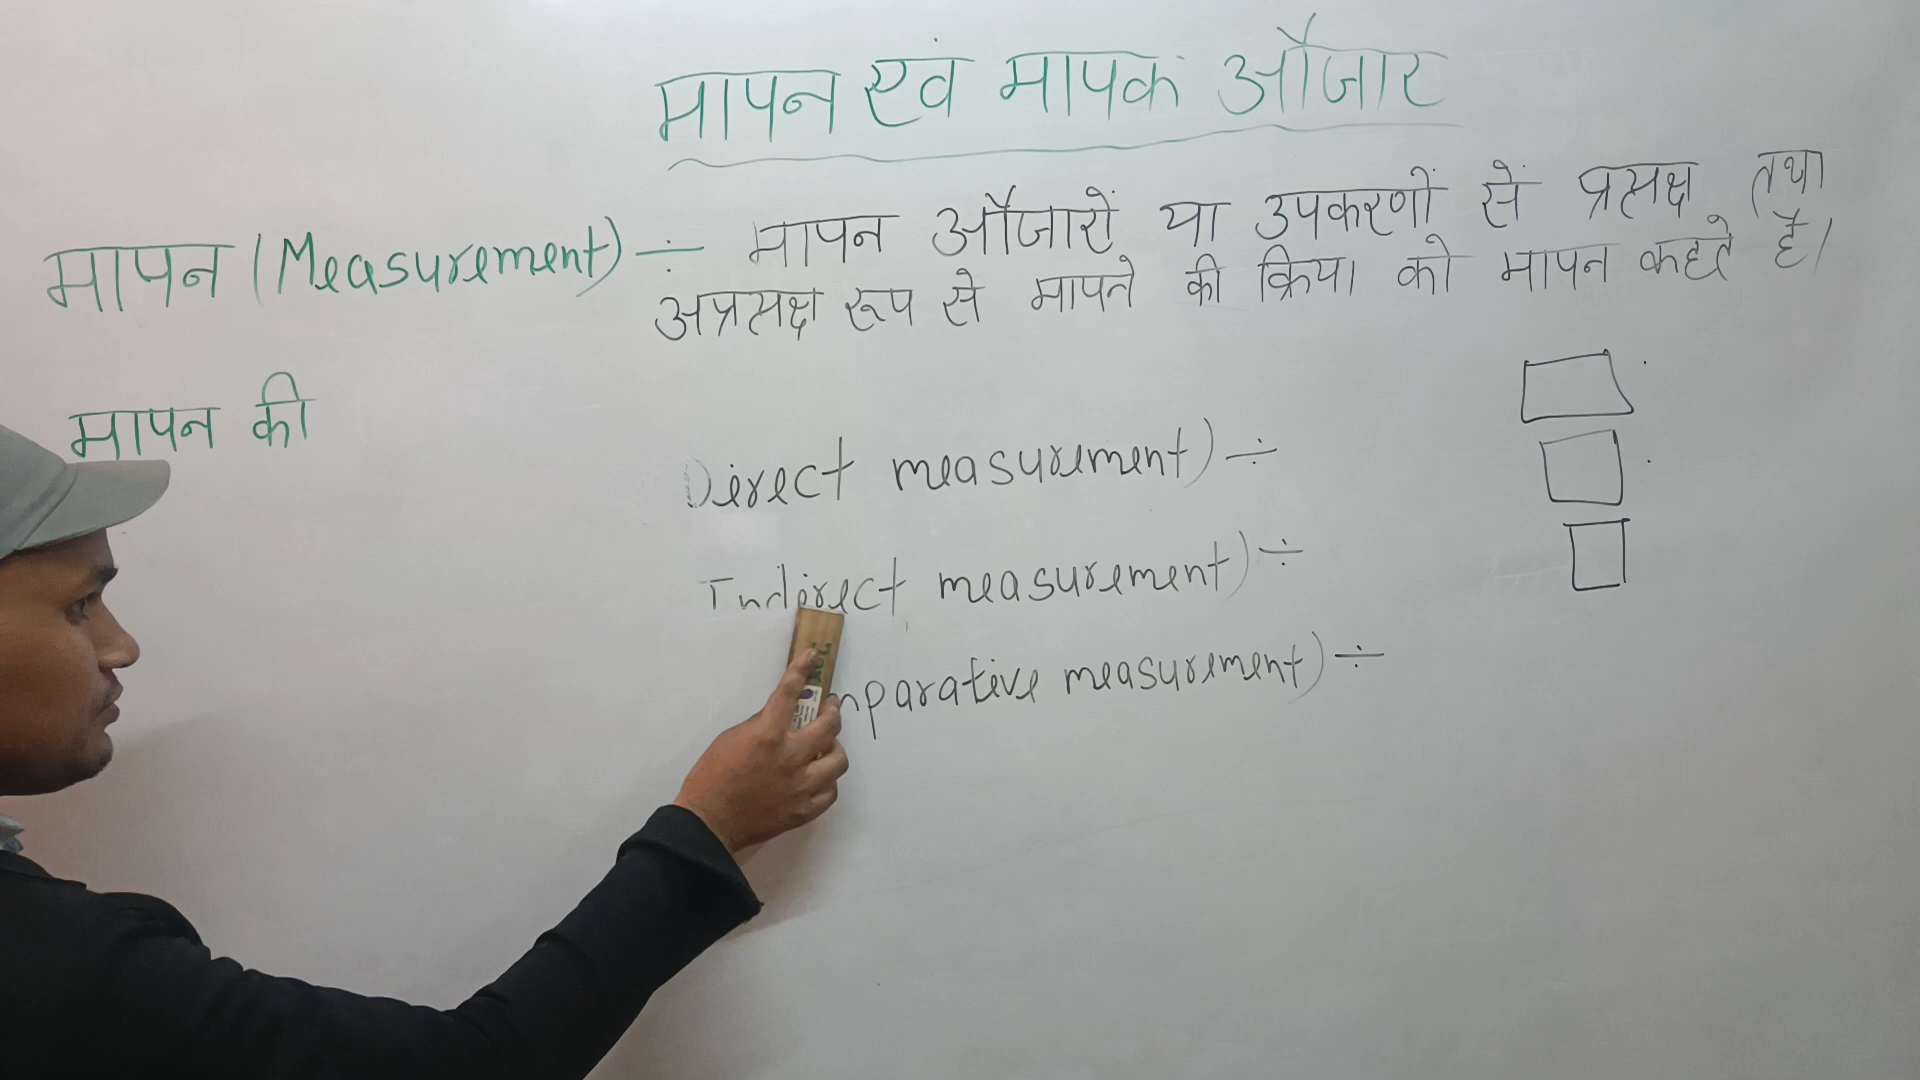 मापन एवं मापक औजार
मापन (Measurement) ÷ मापन औजारों या उपकरणों से प्रत्यक्ष तथा
अप्रत्यक्ष रूप से मापने की क्रिया को मापन कहते है।
मापन की
Direct measurement) ÷
Indirect measurement) ÷
mparative measurement) ÷